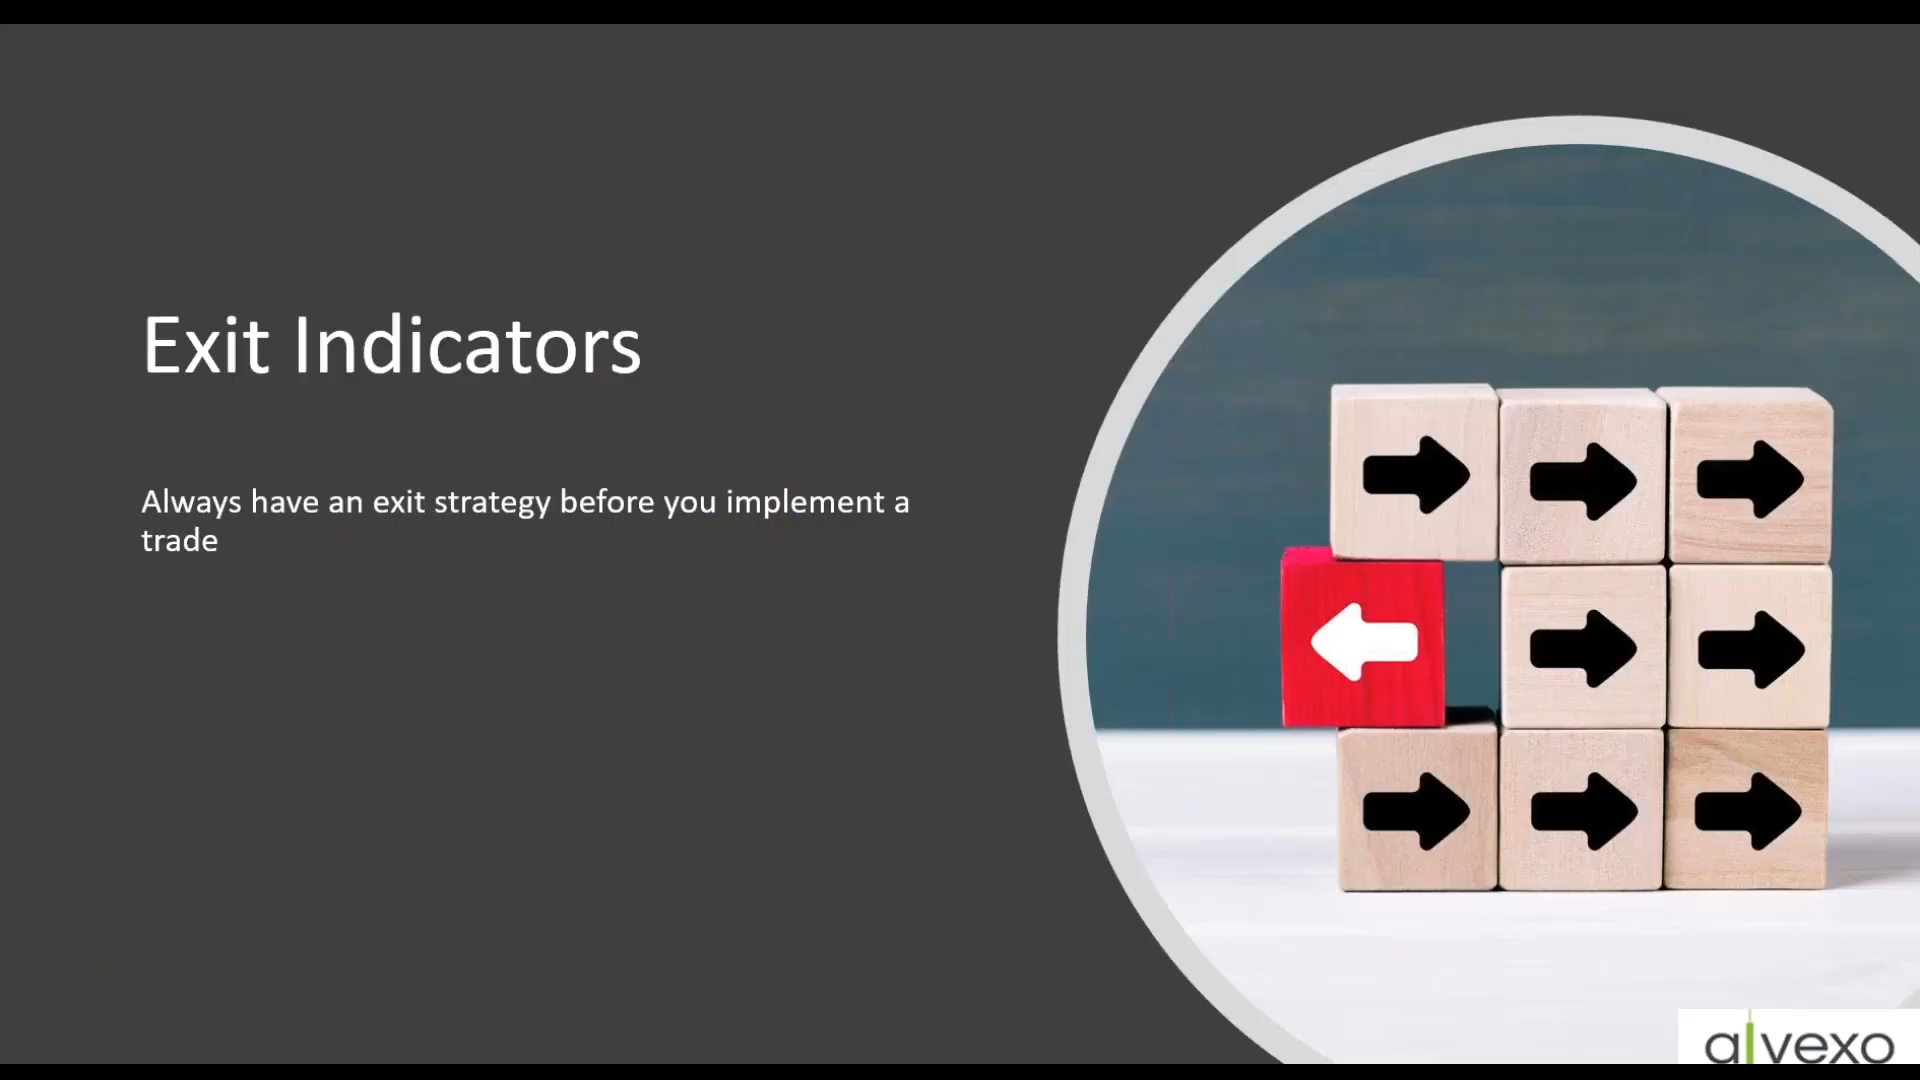 Exit Indicators
Always have an exit strategy before you implement a
trade
alvexo